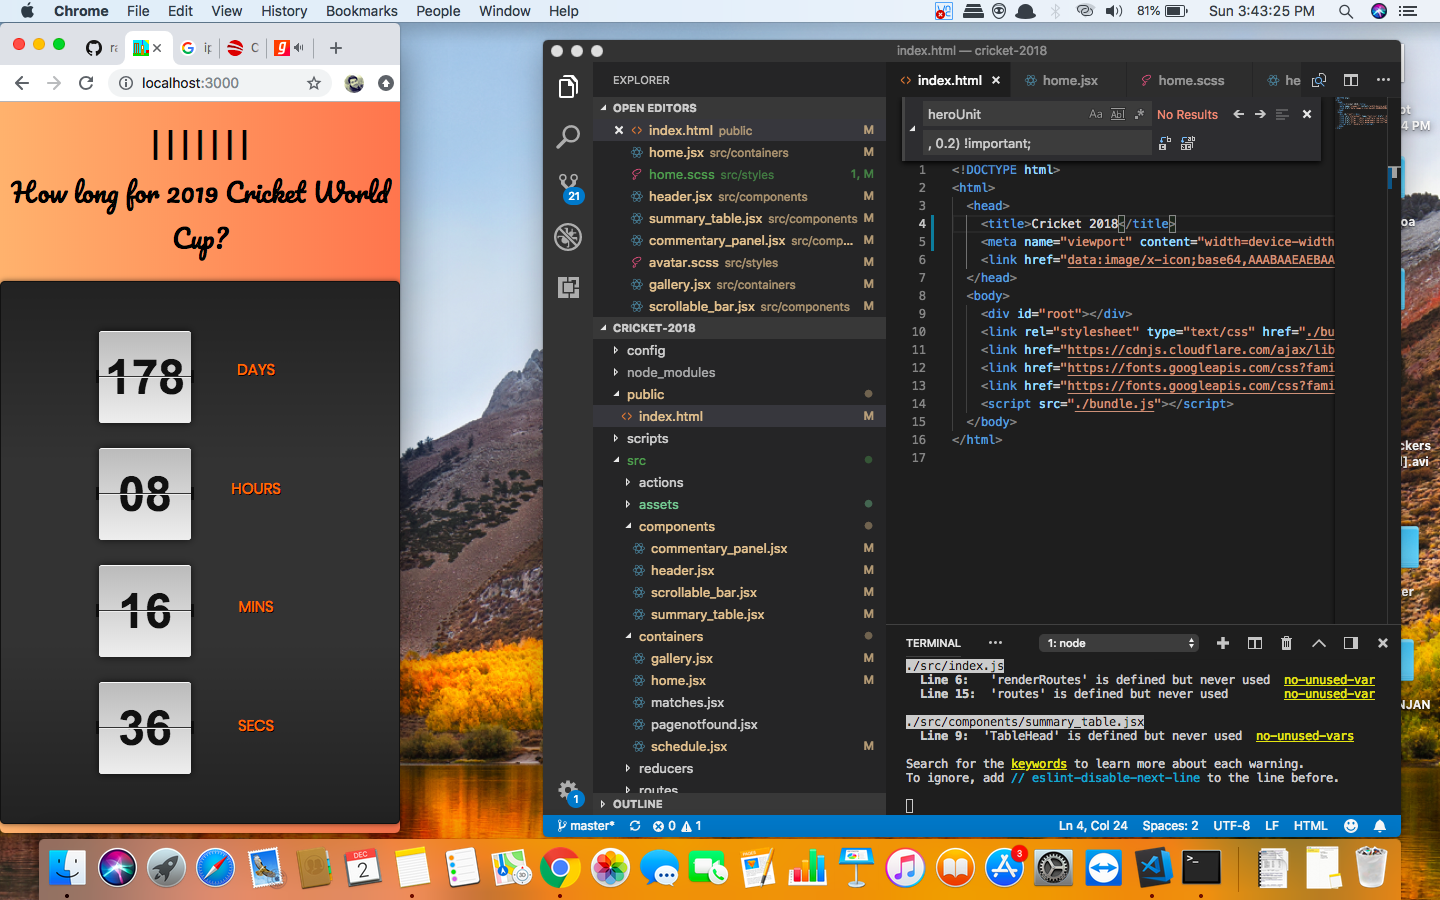 Chrome File Edit View History Bookmarks People Window Help
81% Sun 3:43:25 PM
localhost:3000
| | | | | | |
How long for 2019 Cricket World
Cup?
178 DAYS
08 HOURS
16 MINS
36 SECS
index.html — cricket-2018
EXPLORER
OPEN EDITORS
index.html public M
home.jsx src/containers M
home.scss src/styles 1, M
header.jsx src/components M
summary_table.jsx src/components M
commentary_panel.jsx src/comp... M
avatar.scss src/styles M
gallery.jsx src/containers M
scrollable_bar.jsx src/components M
CRICKET-2018
config
node_modules
public
index.html M
scripts
src
actions
assets
components
commentary_panel.jsx M
header.jsx M
scrollable_bar.jsx M
summary_table.jsx M
containers
gallery.jsx M
home.jsx M
matches.jsx
pagenotfound.jsx
schedule.jsx M
reducers
routes
OUTLINE
21
1
index.html home.jsx home.scss he
heroUnit Aa Abl .* No Results
, 0.2) !important;
1 <!DOCTYPE html>
2 <html>
3 <head>
4 <title>Cricket 2018</title>
5 <meta name="viewport" content="width=device-width
6 <link href="data:image/x-icon;base64,AAABAAEAEBAA
7 </head>
8 <body>
9 <div id="root"></div>
10 <link rel="stylesheet" type="text/css" href="./bu
11 <link href="https://cdnjs.cloudflare.com/ajax/lib
12 <link href="https://fonts.googleapis.com/css?fami
13 <link href="https://fonts.googleapis.com/css?fami
14 <script src="./bundle.js"></script>
15 </body>
16 </html>
17
TERMINAL ... 1: node
./src/index.js
Line 6: 'renderRoutes' is defined but never used no-unused-var
Line 15: 'routes' is defined but never used no-unused-var
./src/components/summary_table.jsx
Line 9: 'TableHead' is defined but never used no-unused-vars
Search for the keywords to learn more about each warning.
To ignore, add // eslint-disable-next-line to the line before.
master* 0 1 Ln 4, Col 24 Spaces: 2 UTF-8 LF HTML
4 PM
ckers
].avi
NJAN
DEC
2
3